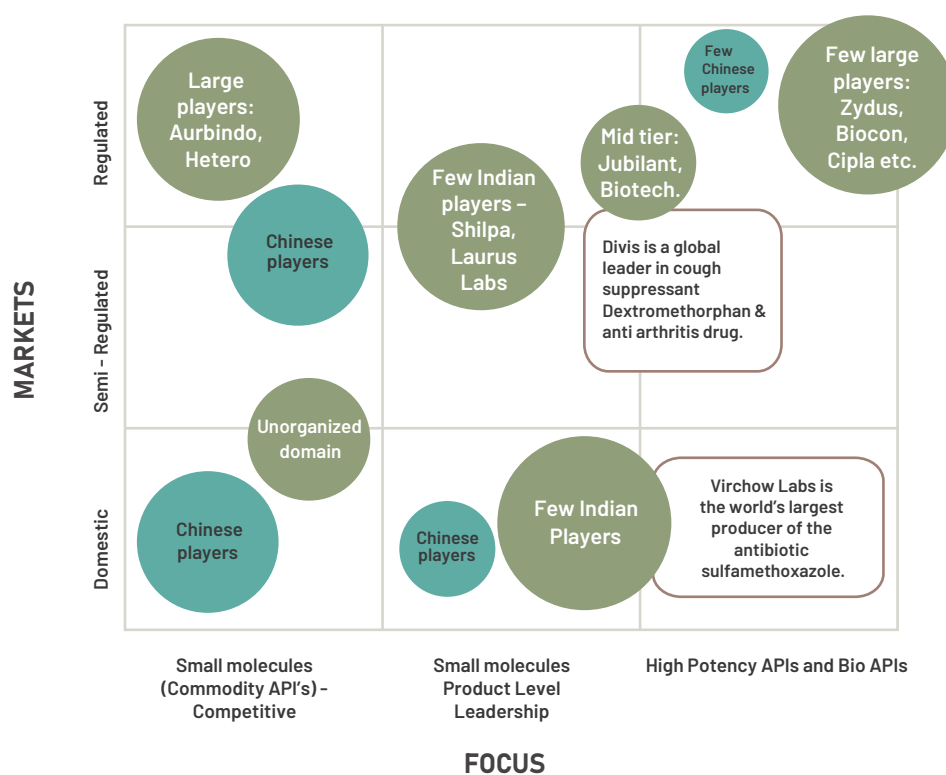 MARKETS
Regulated
Semi - Regulated
Domestic
Large
players:
Aurbindo,
Hetero
Chinese
players
Few Indian
players –
Shilpa,
Laurus
Labs
Mid tier:
Jubilant,
Biotech.
Few
Chinese
players
Few large
players:
Zydus,
Biocon,
Cipla etc.
Divis is a global
leader in cough
suppressant
Dextromethorphan &
anti arthritis drug.
Unorganized
domain
Chinese
players
Chinese
players
Few Indian
Players
Virchow Labs is
the world's largest
producer of the
antibiotic
sulfamethoxazole.
Small molecules
(Commodity API's) -
Competitive
Small molecules
Product Level
Leadership
High Potency APIs and Bio APIs
FOCUS